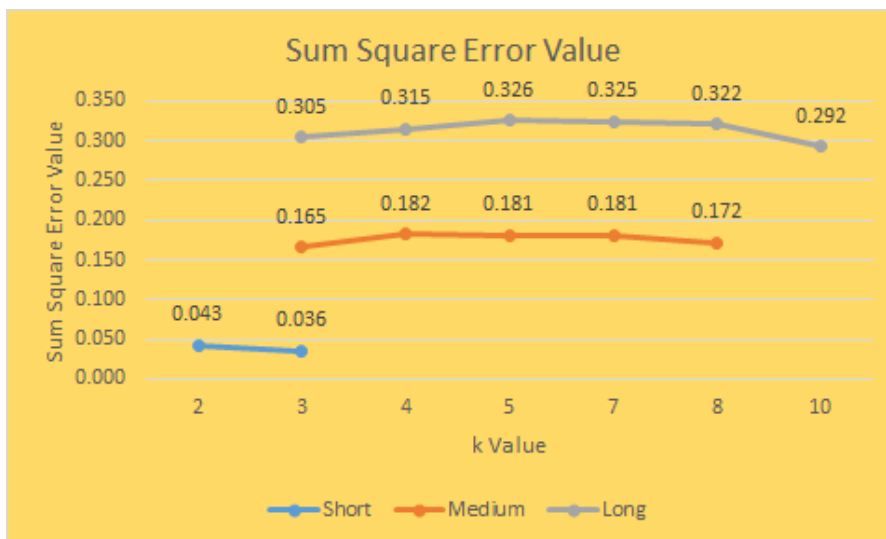 Sum Square Error Value
Sum Square Error Value
0.350
0.300
0.250
0.200
0.150
0.100
0.050
0.000
0.305 0.315 0.326 0.325 0.322 0.292
0.165 0.182 0.181 0.181 0.172
0.043 0.036
2 3 4 5 7 8 10
k Value
Short Medium Long